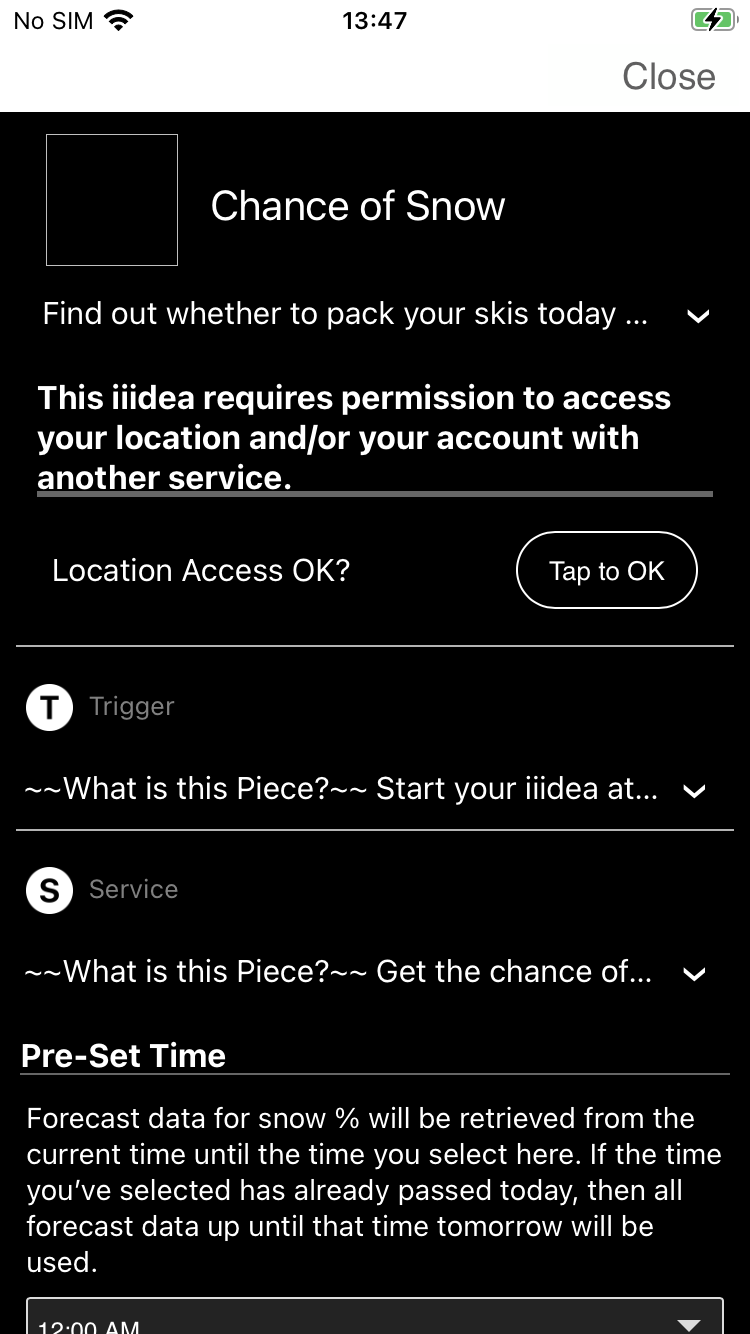 No SIM 13:47
Close
Chance of Snow
Find out whether to pack your skis today ...
This iiidea requires permission to access
your location and/or your account with
another service.
Location Access OK? Tap to OK
T Trigger
~~What is this Piece?~~ Start your iiidea at...
S Service
~~What is this Piece?~~ Get the chance of...
Pre-Set Time
Forecast data for snow % will be retrieved from the
current time until the time you select here. If the time
you’ve selected has already passed today, then all
forecast data up until that time tomorrow will be
used.
12:00 AM